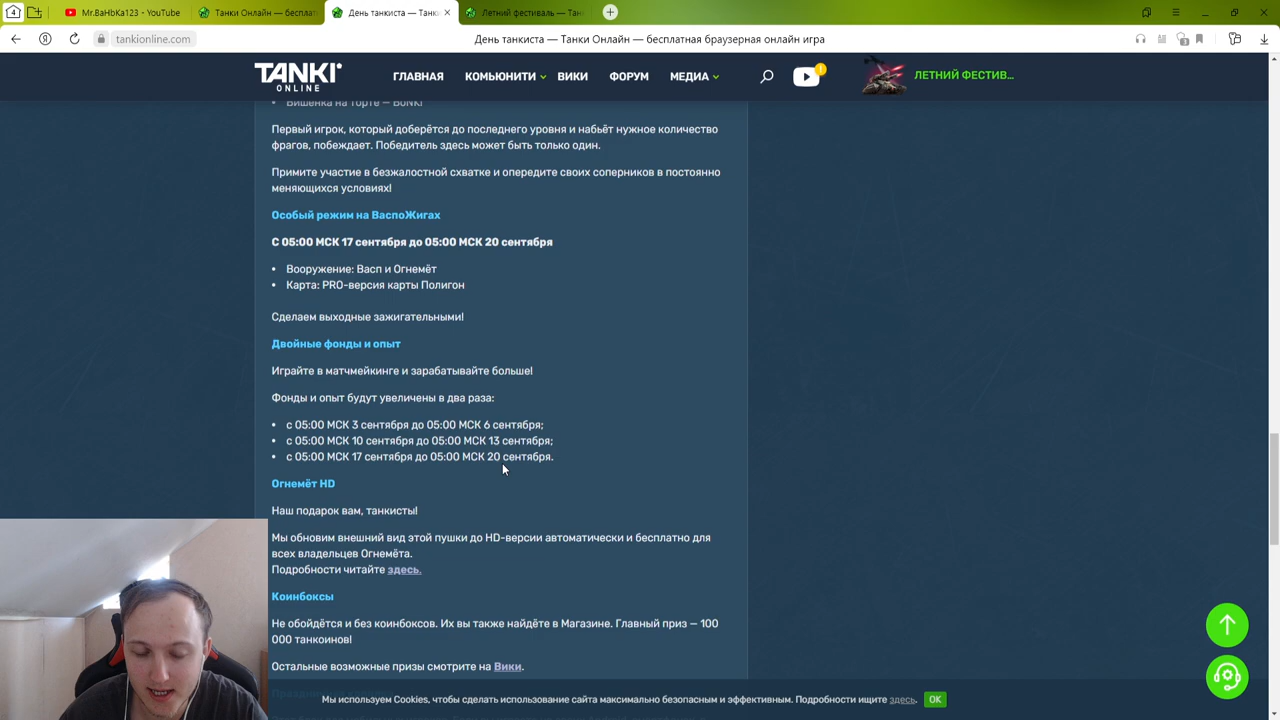 Mr.BaHbKa123 - YouTube
Танки Онлайн — бесплат
День танкиста — Танки
Летний фестиваль — Тан
tankionline.com
День танкиста — Танки Онлайн — бесплатная браузерная онлайн игра
TANKI
ONLINE
ГЛАВНАЯ
КОМЬЮНИТИ
ВИКИ
ФОРУМ
МЕДИА
ЛЕТНИЙ ФЕСТИВ...
• Вишенка на торте — BONKI
Первый игрок, который доберётся до последнего уровня и набьёт нужное количество
фрагов, побеждает. Победитель здесь может быть только один.
Примите участие в безжалостной схватке и опередите своих соперников в постоянно
меняющихся условиях!
Особый режим на ВаспоЖигах
С 05:00 МСК 17 сентября до 05:00 МСК 20 сентября
• Вооружение: Васп и Огнемёт
• Карта: PRO-версия карты Полигон
Сделаем выходные зажигательными!
Двойные фонды и опыт
Играйте в матчмейкинге и зарабатывайте больше!
Фонды и опыт будут увеличены в два раза:
• с 05:00 МСК 3 сентября до 05:00 МСК 6 сентября;
• с 05:00 МСК 10 сентября до 05:00 МСК 13 сентября;
• с 05:00 МСК 17 сентября до 05:00 МСК 20 сентября.
Огнемёт HD
Наш подарок вам, танкисты!
Мы обновим внешний вид этой пушки до HD-версии автоматически и бесплатно для
всех владельцев Огнемёта.
Подробности читайте здесь.
Коинбоксы
Не обойдётся и без коинбоксов. Их вы также найдёте в Магазине. Главный приз — 100
000 танкоинов!
Остальные возможные призы смотрите на Вики.
Мы используем Cookies, чтобы сделать использование сайта максимально безопасным и эффективным. Подробности ищите здесь.
OK